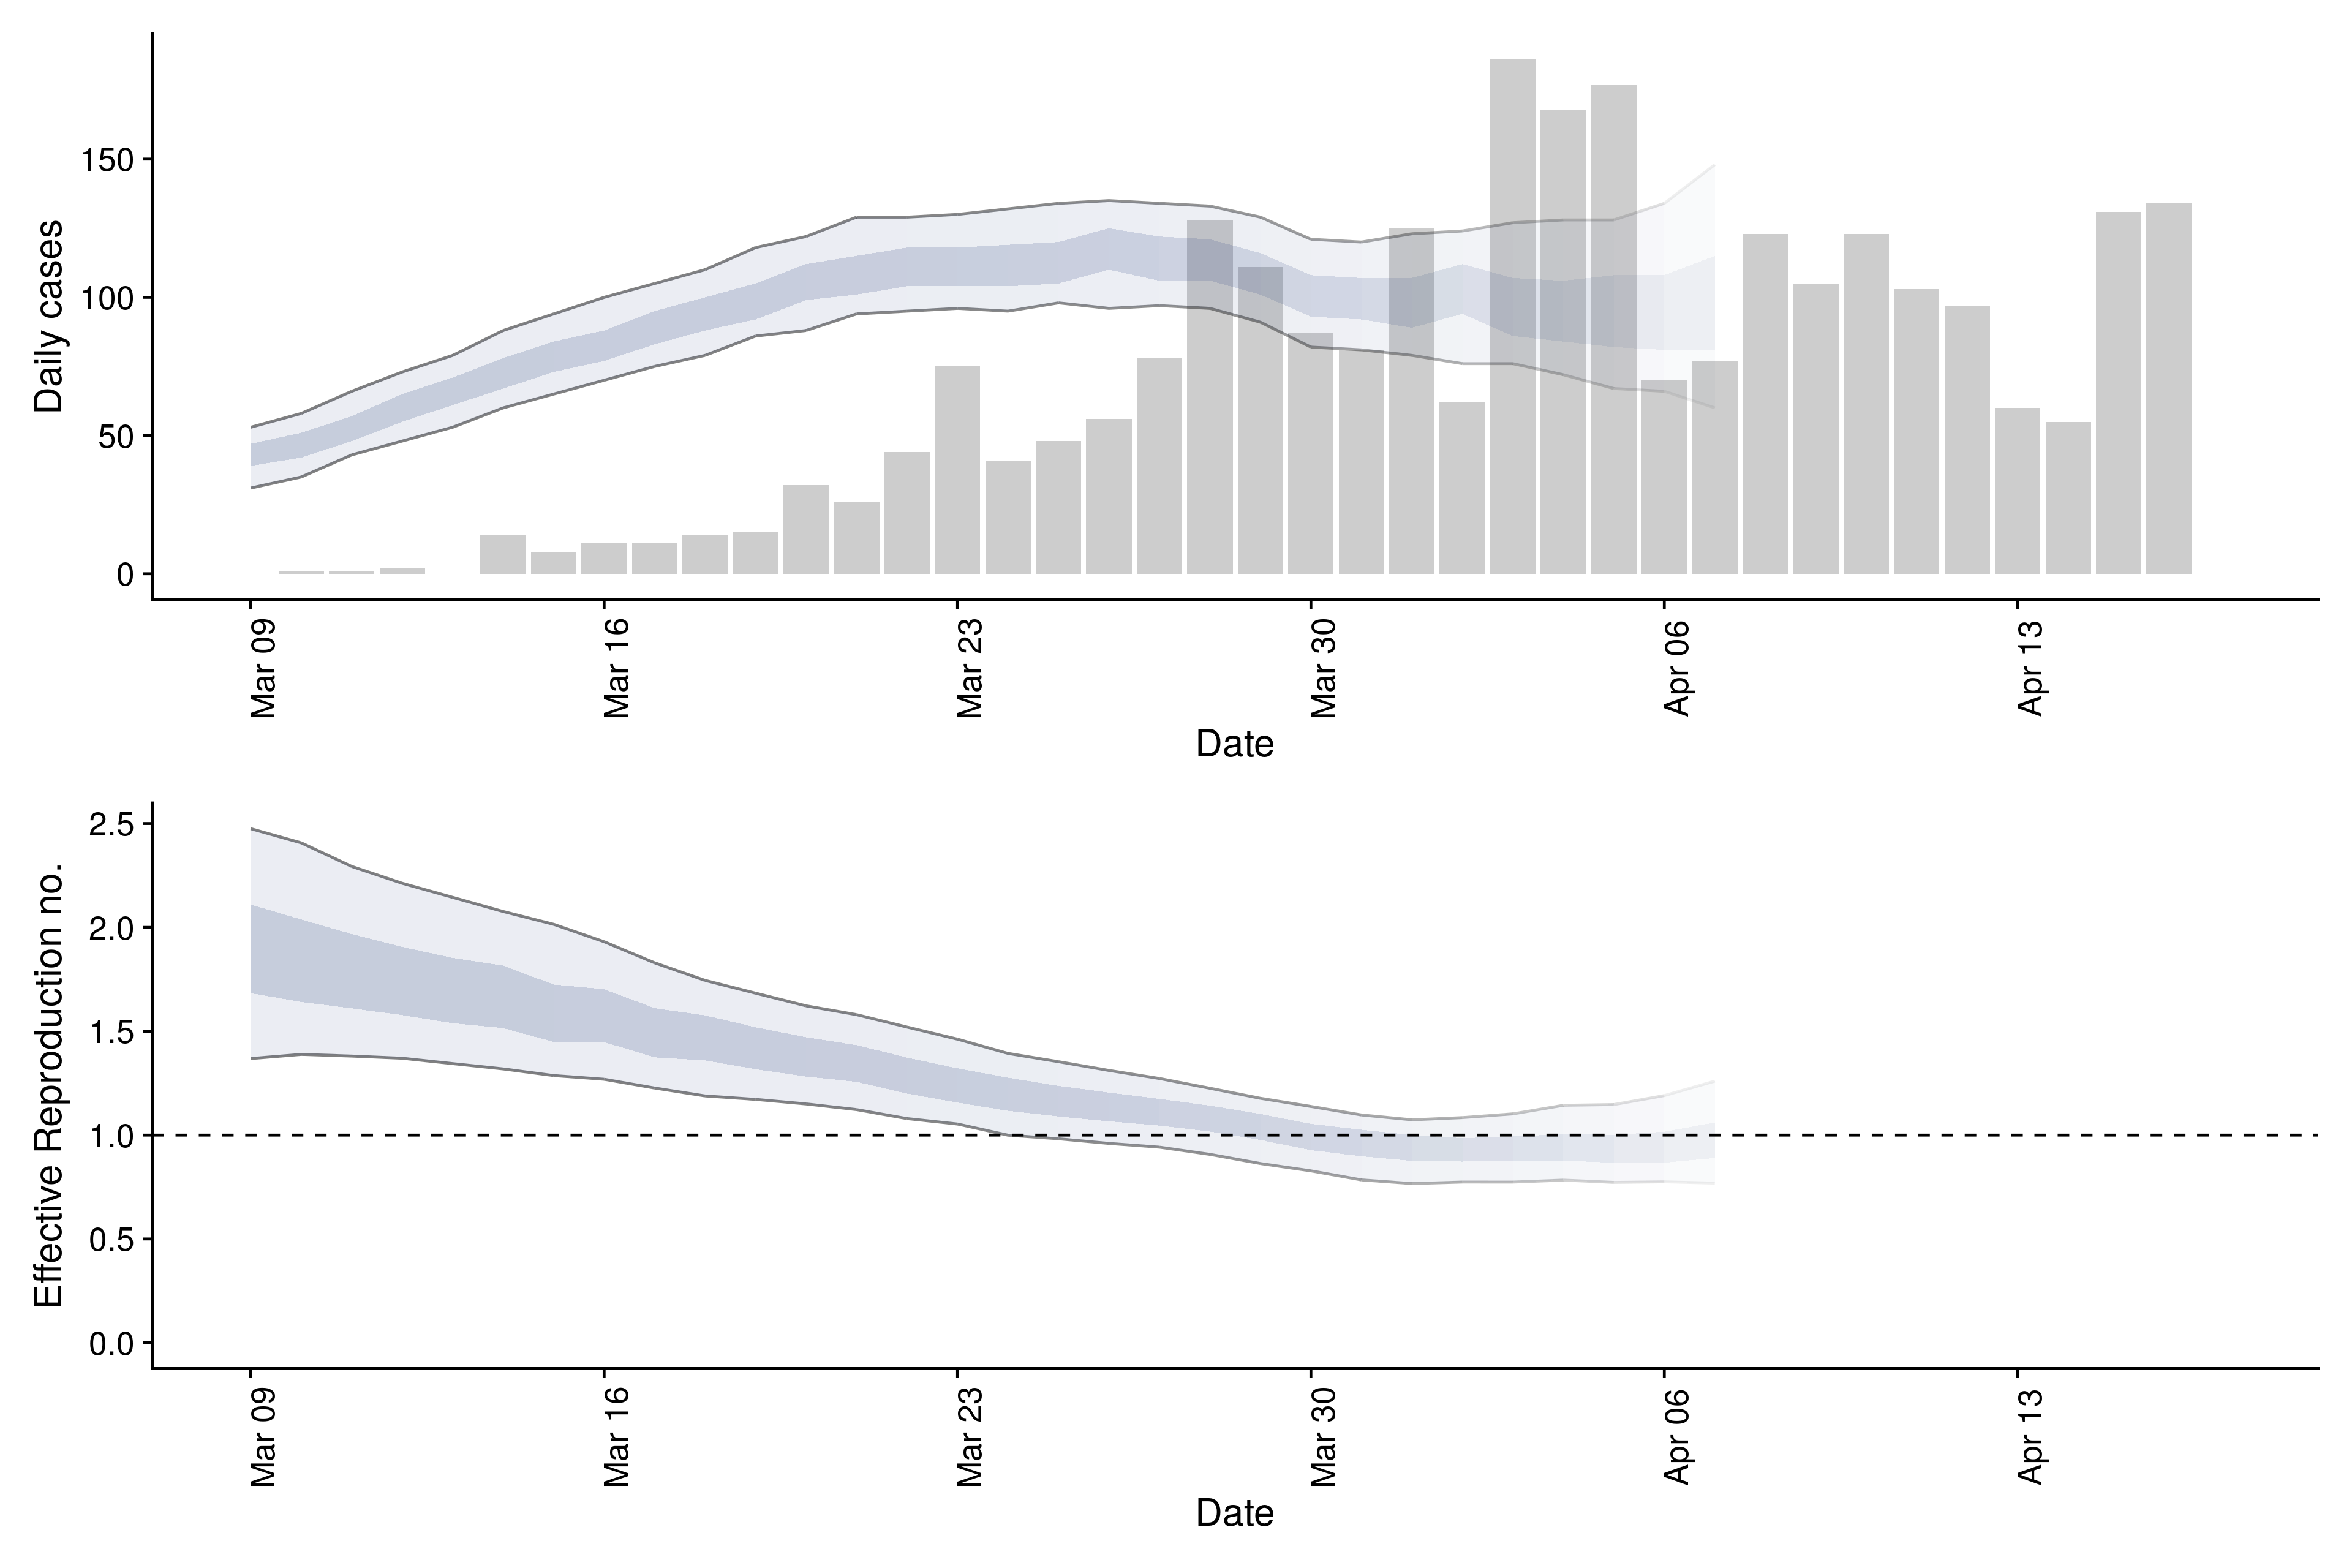 Daily cases
150
100
50
0
Mar 09
Mar 16
Mar 23
Mar 30
Apr 06
Apr 13
Date
Effective Reproduction no.
2.5
2.0
1.5
1.0
0.5
0.0
Mar 09
Mar 16
Mar 23
Mar 30
Apr 06
Apr 13
Date